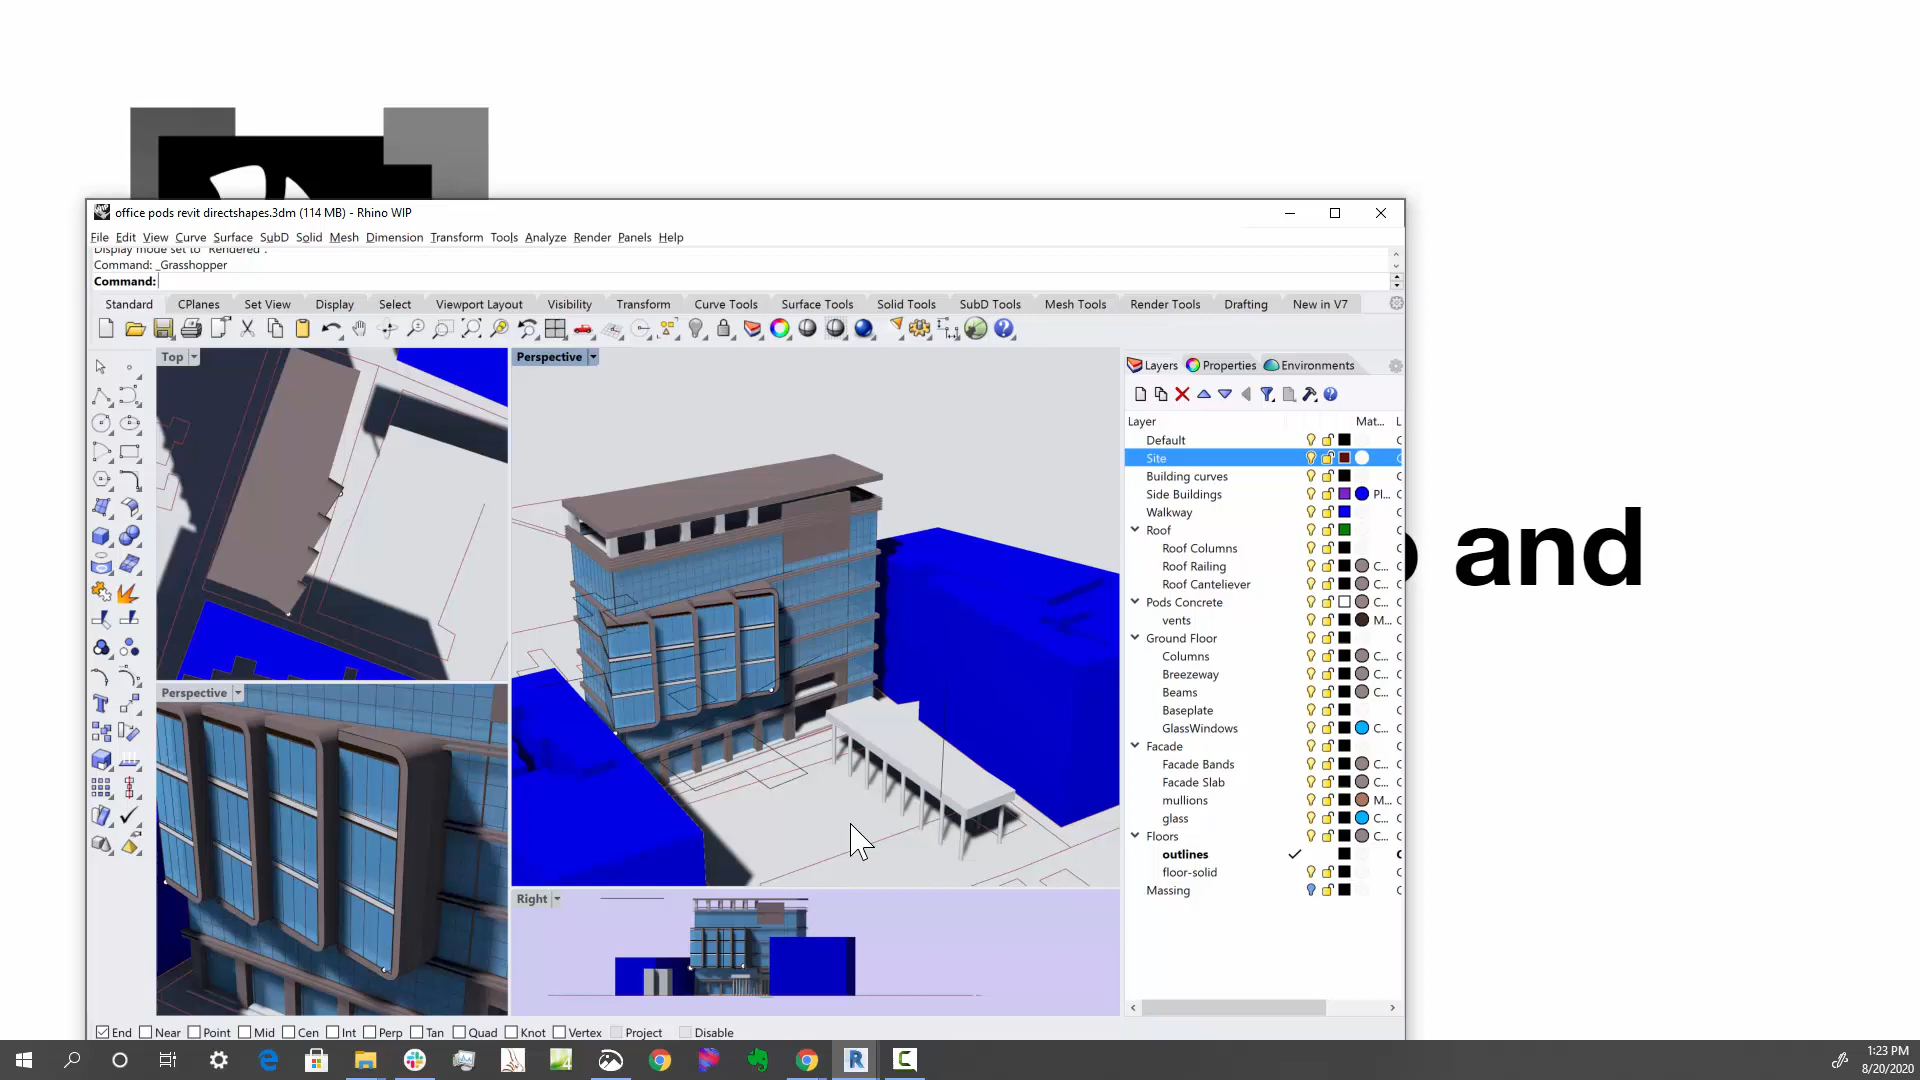 office pods revit directshapes.3dm (114 MB) - Rhino WIP
File Edit View Curve Surface SubD Solid Mesh Dimension Transform Tools Analyze Render Panels Help
Display mode set to "Rendered".
Command: _Grasshopper
Command:
Standard CPlanes Set View Display Select Viewport Layout Visibility Transform Curve Tools Surface Tools Solid Tools SubD Tools Mesh Tools Render Tools Drafting New in V7
Top
Perspective
Layers Properties Environments
Layer Mat... L
Default
Site
Building curves
Side Buildings Pl...
Walkway
Roof
Roof Columns
Roof Railing C...
Roof Canteliever C...
Pods Concrete C...
vents M...
Ground Floor
Columns C...
Breezeway C...
Beams C...
Baseplate
GlassWindows C...
Facade
Facade Bands C...
Facade Slab C...
mullions M...
glass C...
Floors C...
outlines
floor-solid
Massing
Perspective
Right
End Near Point Mid Cen Int Perp Tan Quad Knot Vertex Project Disable
and
1:23 PM
8/20/2020